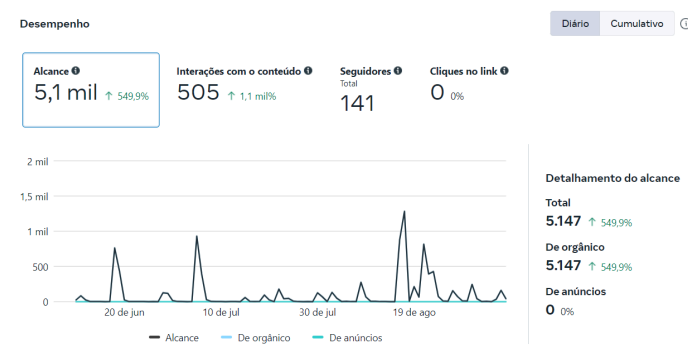 Desempenho
Diário Cumulativo
Alcance Interações com o conteúdo Seguidores Cliques no link
5,1 mil ↑ 549,9% 505 ↑ 1,1 mil% Total 0 0%
141
2 mil
1,5 mil
1 mil
500
0
20 de jun 10 de jul 30 de jul 19 de ago
Alcance De orgânico De anúncios
Detalhamento do alcance
Total
5.147 ↑ 549,9%
De orgânico
5.147 ↑ 549,9%
De anúncios
0 0%